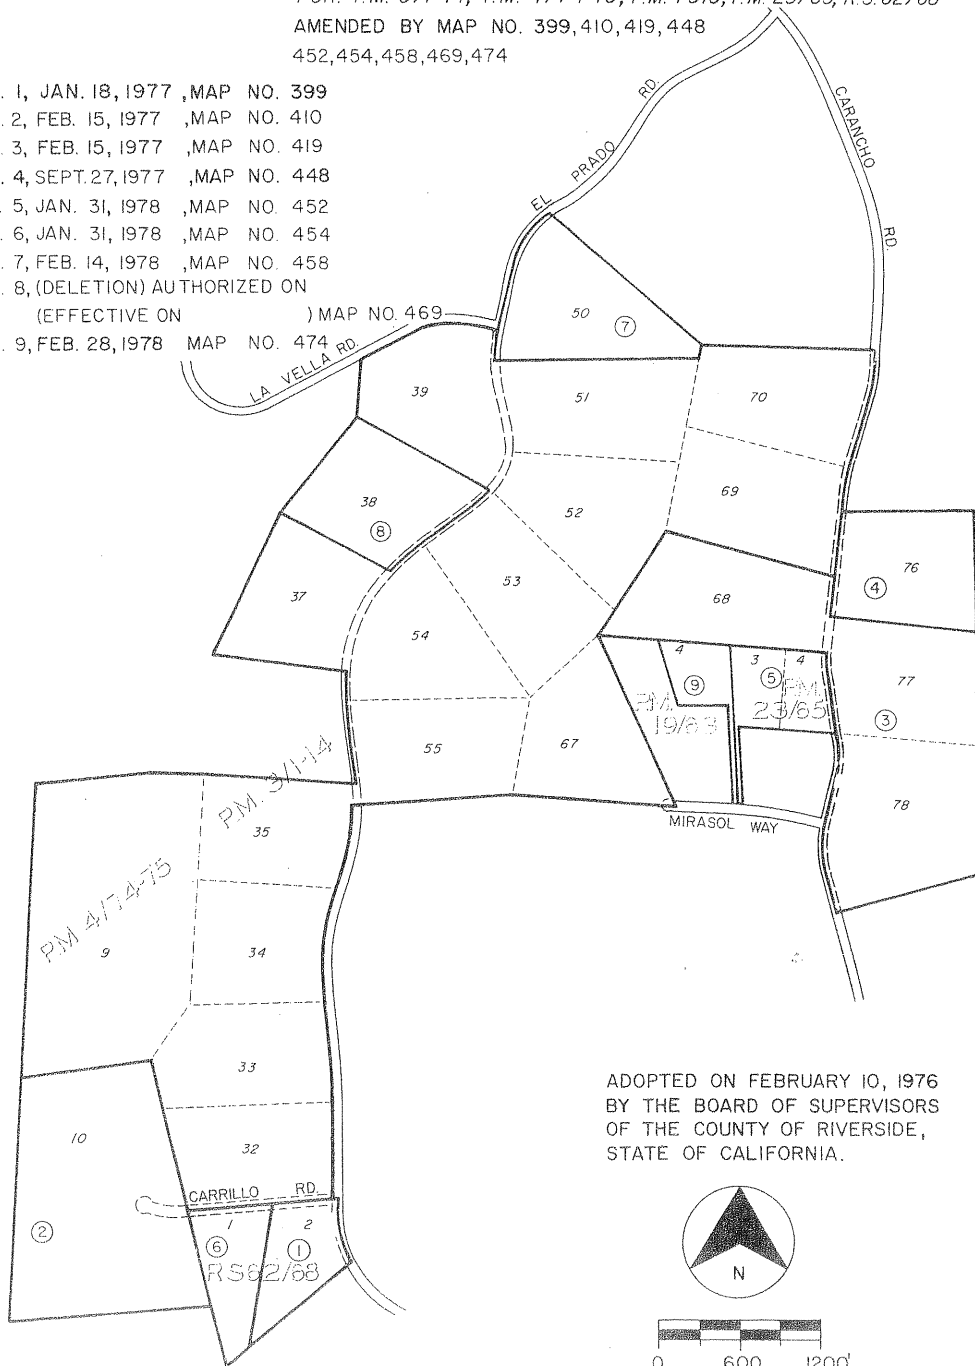 AMENDED BY MAP NO. 399,410,419,448
452,454,458,469,474
. 1, JAN. 18, 1977 ,MAP NO. 399
. 2, FEB. 15, 1977 ,MAP NO. 410
. 3, FEB. 15, 1977 ,MAP NO. 419
. 4, SEPT. 27, 1977 ,MAP NO. 448
. 5, JAN. 31, 1978 ,MAP NO. 452
. 6, JAN. 31, 1978 ,MAP NO. 454
. 7, FEB. 14, 1978 ,MAP NO. 458
. 8, (DELETION) AUTHORIZED ON
(EFFECTIVE ON ) MAP NO. 469
. 9, FEB. 28, 1978 MAP NO. 474
EL PRADO RD.
CARANCHO RD.
LA VELLA RD.
50
7
39
51
70
38
8
52
69
76
4
37
53
68
54
4
9
3
5
4
77
3
P.M. 19/63
P.M. 23/65
55
67
78
MIRASOL WAY
P.M. 3/1-14
35
P.M. 4/74-75
9
34
33
10
32
CARRILLO RD.
2
1
6
2
1
RS 62/68
ADOPTED ON FEBRUARY 10, 1976
BY THE BOARD OF SUPERVISORS
OF THE COUNTY OF RIVERSIDE,
STATE OF CALIFORNIA.
N
0 600 1200'